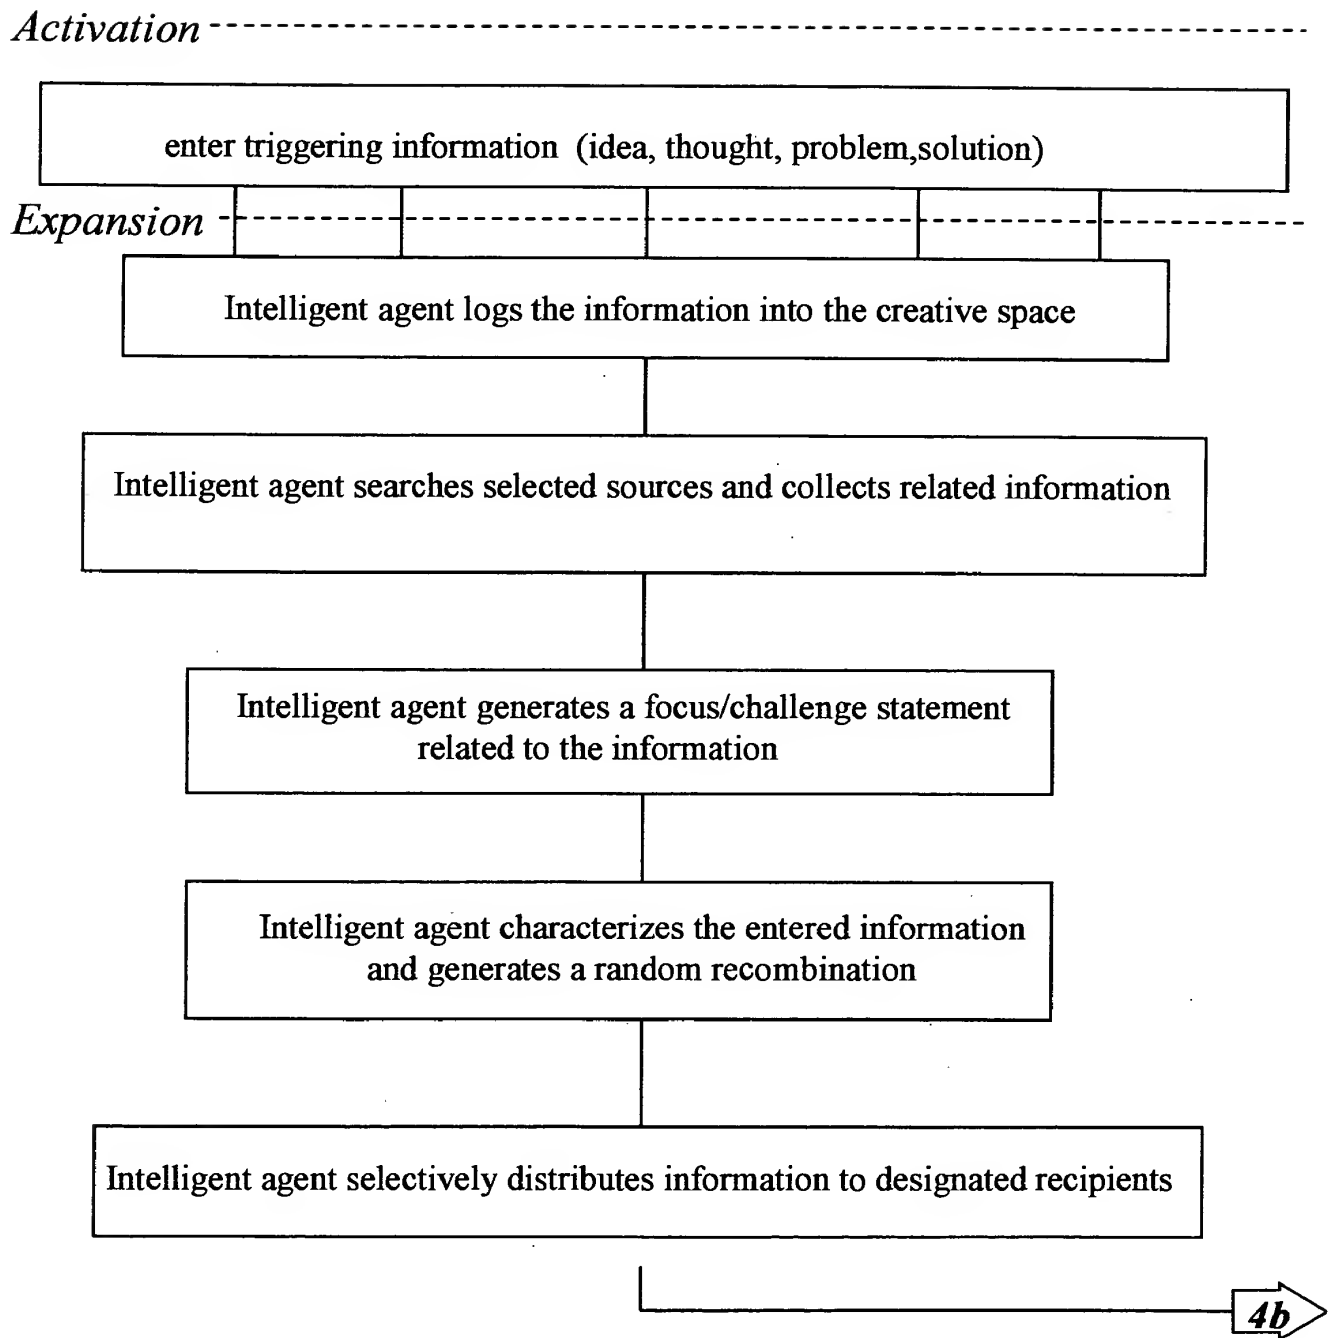 Activation
enter triggering information (idea, thought, problem,solution)
Expansion
Intelligent agent logs the information into the creative space
Intelligent agent searches selected sources and collects related information
Intelligent agent generates a focus/challenge statement
related to the information
Intelligent agent characterizes the entered information
and generates a random recombination
Intelligent agent selectively distributes information to designated recipients
4b